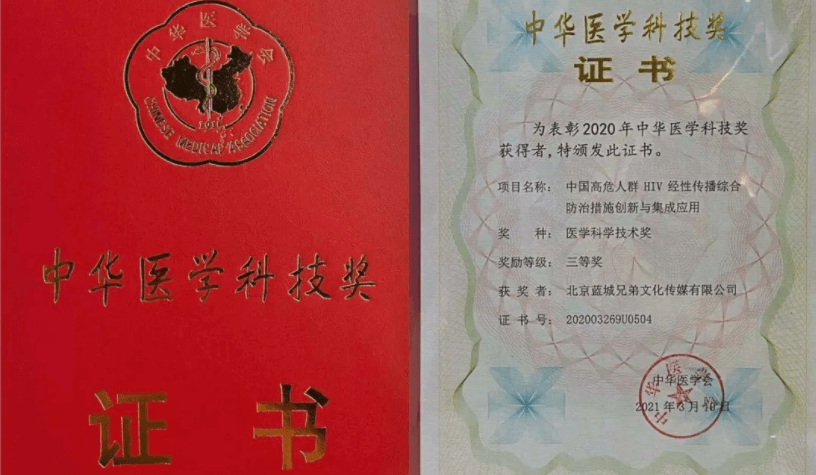 中华医学会
CHINESE MEDICAL ASSOCIATION
1915
中华医学科技奖
证书
中华医学科技奖
证书
为表彰2020年中华医学科技奖
获得者,特颁发此证书。
项目名称: 中国高危人群 HIV 经性传播综合
防治措施创新与集成应用
奖 种: 医学科学技术奖
奖励等级: 三等奖
获 奖 者: 北京蓝城兄弟文化传媒有限公司
证 书 号: 202003269U0504
中华医学会
中华医学会
2021年3月10日